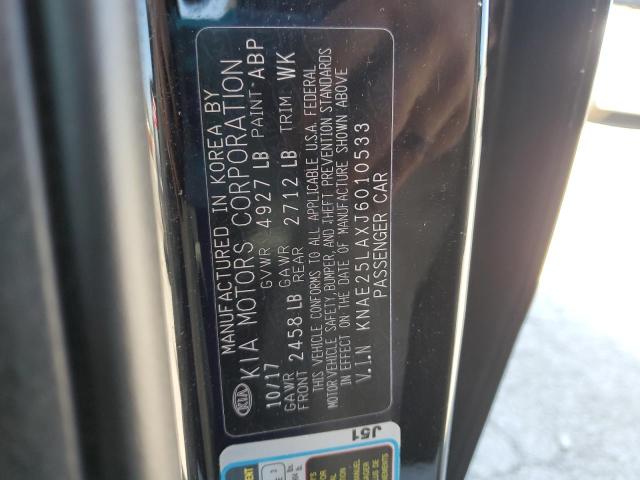 MANUFACTURED IN KOREA BY
KIA KIA MOTORS CORPORATION
10/17 GVWR 4927 LB PAINT ABP
GAWR FRONT 2458 LB GAWR REAR 2712 LB TRIM WK
THIS VEHICLE CONFORMS TO ALL APPLICABLE U.S.A. FEDERAL
MOTOR VEHICLE SAFETY, BUMPER, AND THEFT PREVENTION STANDARDS
IN EFFECT ON THE DATE OF MANUFACTURE SHOWN ABOVE
V.I.N KNAE25LAXJ6010533
PASSENGER CAR
J51